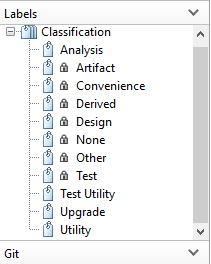 Labels
Classification
Analysis
Artifact
Convenience
Derived
Design
None
Other
Test
Test Utility
Upgrade
Utility
Git